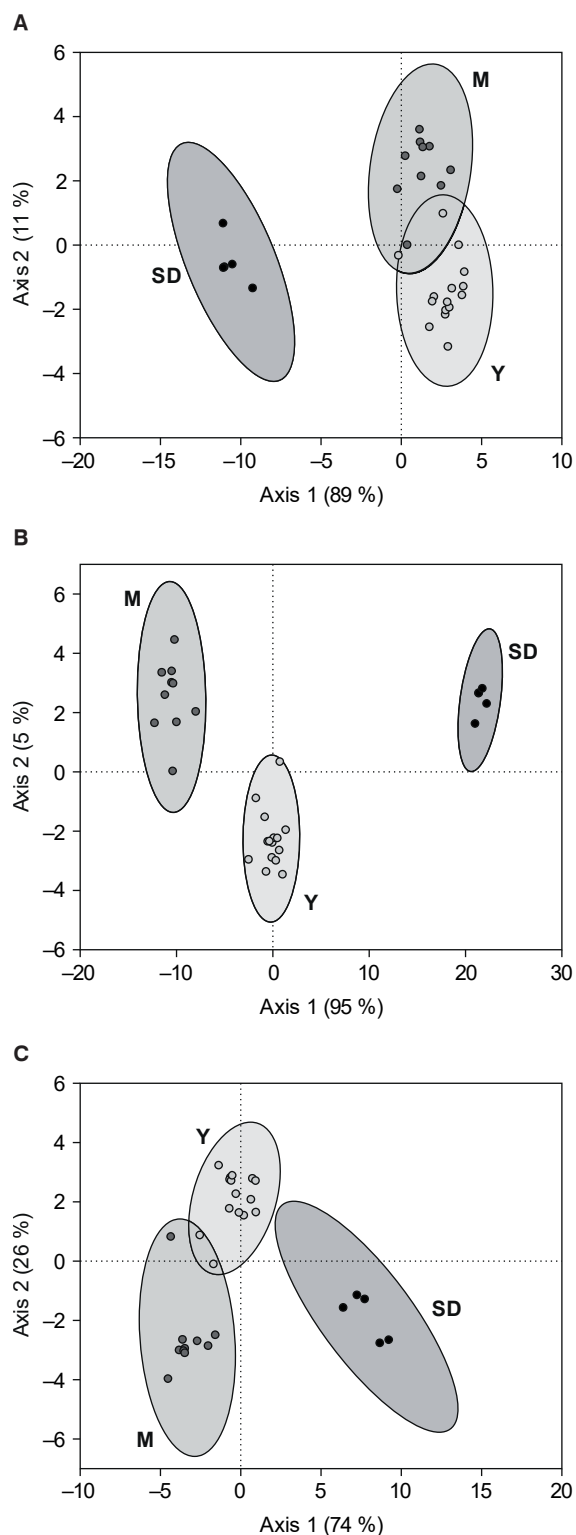 A
6
4
2
0
–2
–4
–6
Axis 2 (11 %)
M
SD
Y
–20
–15
–10
–5
0
5
10
Axis 1 (89 %)
B
6
4
2
0
–2
–4
–6
Axis 2 (5 %)
M
SD
Y
–20
–10
0
10
20
30
Axis 1 (95 %)
C
6
4
2
0
–2
–4
–6
Axis 2 (26 %)
Y
SD
M
–10
–5
0
5
10
15
20
Axis 1 (74 %)